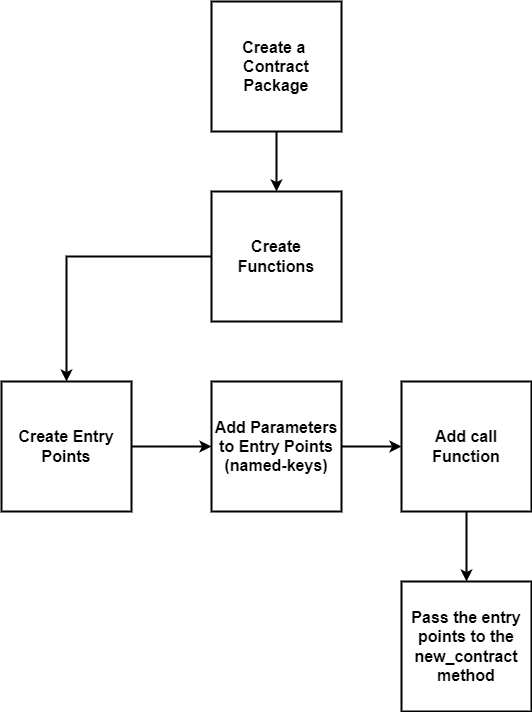 Create a
Contract
Package
Create
Functions
Create Entry
Points
Add Parameters
to Entry Points
(named-keys)
Add call
Function
Pass the entry
points to the
new_contract
method